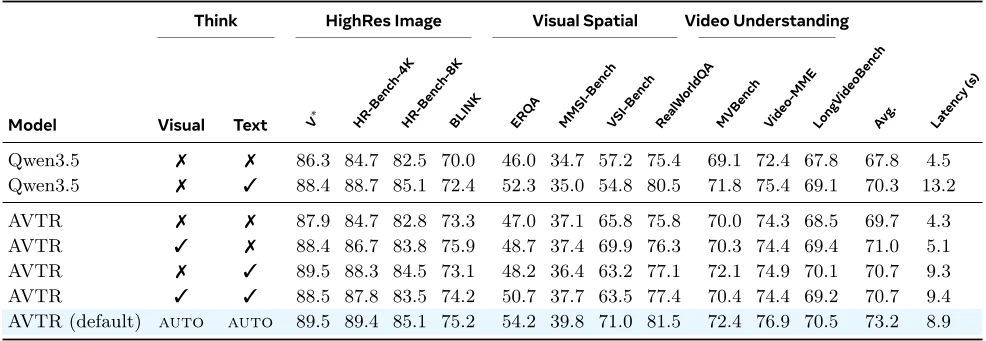 Think HighRes Image Visual Spatial Video Understanding
Model Visual Text V* HR-Bench-4K HR-Bench-8K BLINK ERQA MMSI-Bench VSI-Bench RealWorldQA MVBench Video-MME LongVideoBench Avg. Latency (s)
Qwen3.5 ✗ ✗ 86.3 84.7 82.5 70.0 46.0 34.7 57.2 75.4 69.1 72.4 67.8 67.8 4.5
Qwen3.5 ✗ ✓ 88.4 88.7 85.1 72.4 52.3 35.0 54.8 80.5 71.8 75.4 69.1 70.3 13.2
AVTR ✗ ✗ 87.9 84.7 82.8 73.3 47.0 37.1 65.8 75.8 70.0 74.3 68.5 69.7 4.3
AVTR ✓ ✗ 88.4 86.7 83.8 75.9 48.7 37.4 69.9 76.3 70.3 74.4 69.4 71.0 5.1
AVTR ✗ ✓ 89.5 88.3 84.5 73.1 48.2 36.4 63.2 77.1 72.1 74.9 70.1 70.7 9.3
AVTR ✓ ✓ 88.5 87.8 83.5 74.2 50.7 37.7 63.5 77.4 70.4 74.4 69.2 70.7 9.4
AVTR (default) AUTO AUTO 89.5 89.4 85.1 75.2 54.2 39.8 71.0 81.5 72.4 76.9 70.5 73.2 8.9